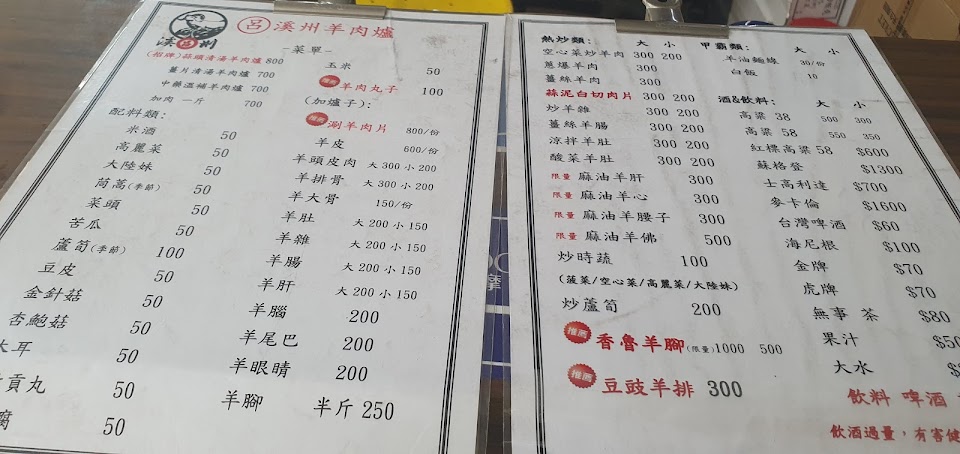 溪呂州
呂溪州羊肉爐
-菜單-
(招牌)蒜頭清湯羊肉爐 800
薑片清湯羊肉爐 700
中藥溫補羊肉爐 700
加肉 一斤 700
配料類:
米酒 50
高麗菜 50
大陸妹 50
茼蒿(季節) 50
菜頭 50
苦瓜 50
蘆筍(季節) 100
豆皮 50
金針菇 50
杏鮑菇 50
木耳 50
貢丸 50
腐 50
玉米 50
推薦 羊肉丸子 100
(加爐子):
推薦 涮羊肉片 800/份
羊皮 600/份
羊頭皮肉 大300小200
羊排骨 大300小200
羊大骨 150/份
羊肚 大200小150
羊雜 大200小150
羊腸 大200小150
羊肝 大200小150
羊腦 200
羊尾巴 200
羊眼睛 200
羊腳 半斤250
熱炒類: 大 小
空心菜炒羊肉 300
蔥爆羊肉 300
薑絲羊肉 300
蒜泥白切肉片 300 200
炒羊雜 300 200
薑絲羊腸 300 200
涼拌羊肚 300 200
酸菜羊肚 300 200
限量 麻油羊肝 300
限量 麻油羊心 300
限量 麻油羊腰子 300
限量 麻油羊佛 500
炒時蔬 100
(菠菜/空心菜/高麗菜/大陸妹)
炒蘆筍 200
推薦 香魯羊腳(限量)1000 500
推薦 豆豉羊排 300
甲霸類: 大 小
羊油麵線 30/份
白飯 10
酒&飲料: 大 小
高粱 38 500 300
高粱 58 550 350
紅標高粱 58 $600
蘇格登 $1300
士高利達 $700
麥卡倫 $1600
台灣啤酒 $60
海尼根 $100
金牌 $70
虎牌 $70
無事 茶 $80
果汁
大水
飲料 啤酒
飲酒過量,有害健